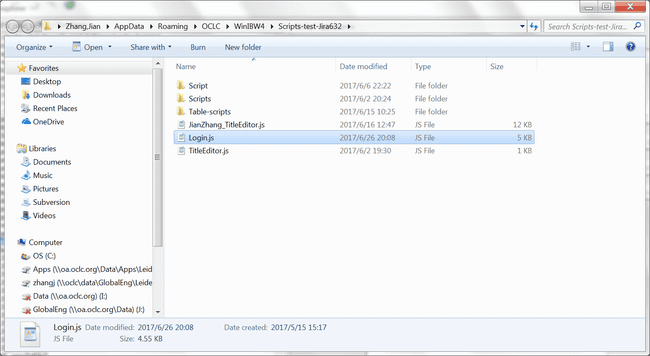 Zhang,Jian ▸ AppData ▸ Roaming ▸ OCLC ▸ WinIBW4 ▸ Scripts-test-Jira632 ▸
Search Scripts-test-Jira632
Organize Open Share with Burn New folder
Favorites
Desktop
Downloads
Recent Places
OneDrive
Libraries
Documents
Music
Pictures
Subversion
Videos
Computer
OS (C:)
Apps (\\oa.oclc.org\Data\Apps\Leid
zhangj (\\oclc\data\GlobalEng\Leide
Data (\\oa.oclc.org\Data) (I:)
GlobalEng (\\oa.oclc.org\Data) (J:)
Name Date modified Type Size
Script 2017/6/6 22:22 File folder
Scripts 2017/6/2 20:24 File folder
Table-scripts 2017/6/15 10:25 File folder
JianZhang_TitleEditor.js 2017/6/16 12:47 JS File 12 KB
Login.js 2017/6/26 20:08 JS File 5 KB
TitleEditor.js 2017/6/2 19:30 JS File 1 KB
Login.js Date modified: 2017/6/26 20:08 Date created: 2017/5/15 15:17
JS File Size: 4.55 KB